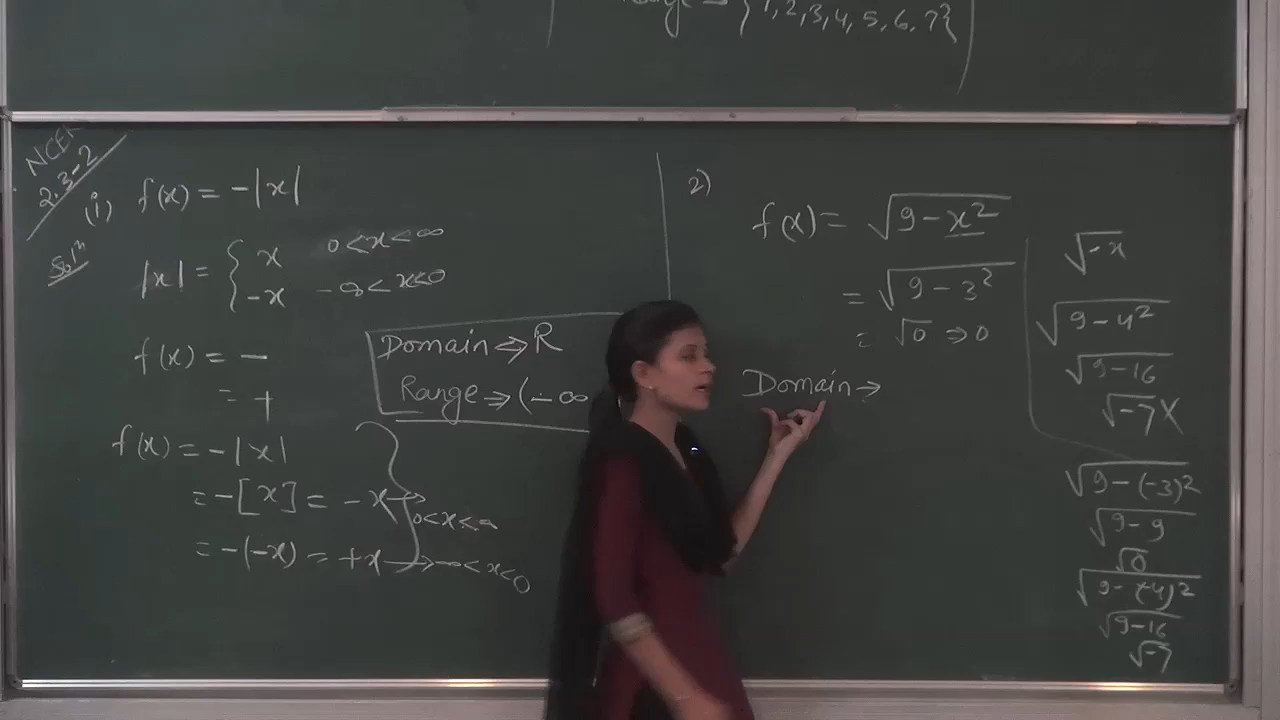 Range → {1, 2, 3, 4, 5, 6, 7}
NCERT
2.3-2
(i) f(x) = -|x|
Solⁿ
|x| = { x 0<x<∞
-x -∞<x<0
f(x) = -
= +
Domain ⇒ R
Range ⇒ (-∞
f(x) = -|x|
= -[x] = -x → 0<x<∞
= -(-x) = +x → -∞<x<0
2)
f(x) = √9-x²
= √9-3²
= √0 ⇒ 0
Domain →
√-x
√9-4²
√9-16
√-7 X
√9-(-3)²
√9-9
√0
√9-(-4)²
√9-16
√-7